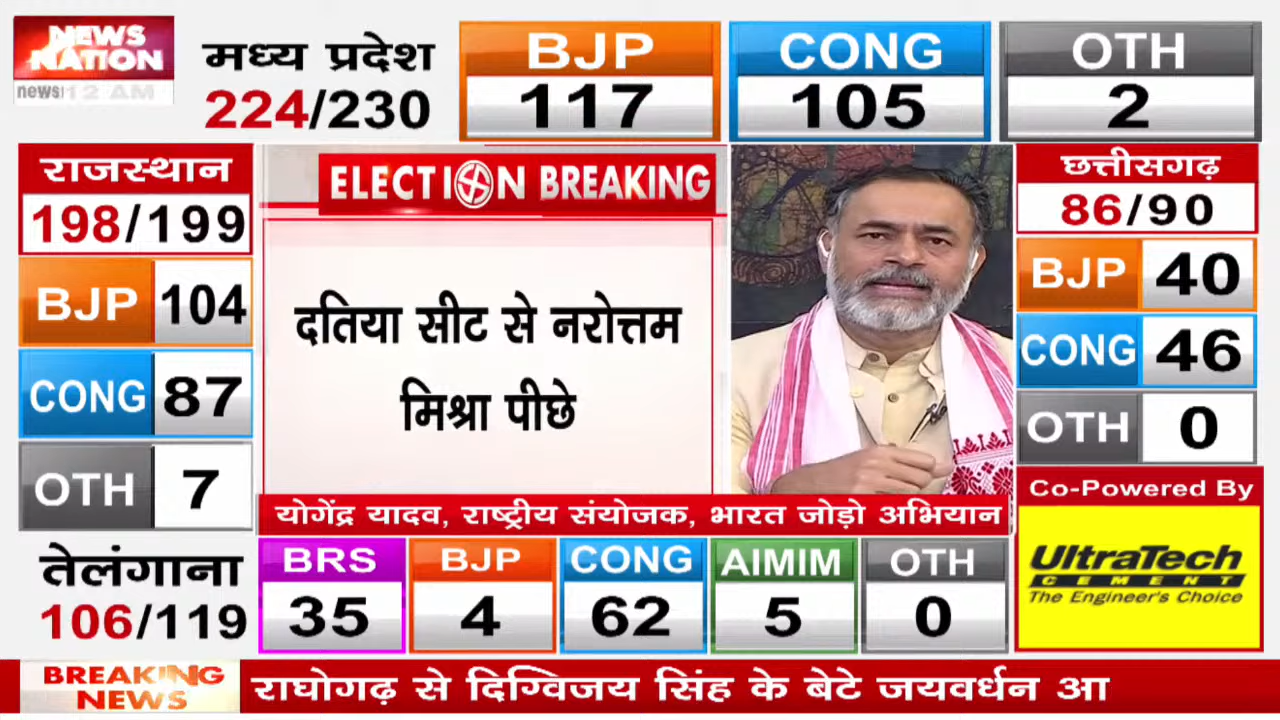 NEWS
NATION
news
12 AM
मध्य प्रदेश
224/230
BJP
117
CONG
105
OTH
2
राजस्थान
198/199
BJP 104
CONG 87
OTH 7
ELECTION BREAKING
दतिया सीट से नरोत्तम
मिश्रा पीछे
छत्तीसगढ़
86/90
BJP 40
CONG 46
OTH 0
Co-Powered By
UltraTech
CEMENT
The Engineer's Choice
योगेंद्र यादव, राष्ट्रीय संयोजक, भारत जोड़ो अभियान
तेलंगाना
106/119
BRS
35
BJP
4
CONG
62
AIMIM
5
OTH
0
BREAKING
NEWS
राघोगढ़ से दिग्विजय सिंह के बेटे जयवर्धन आ